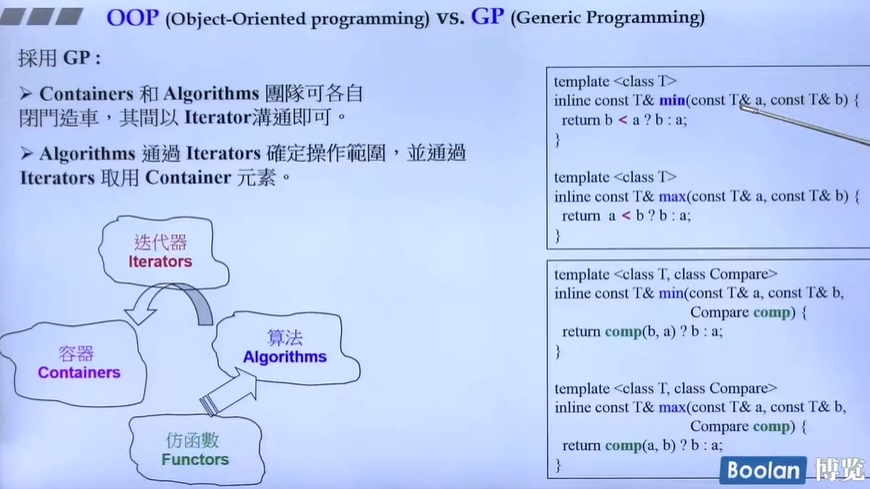 OOP (Object-Oriented programming) vs. GP (Generic Programming)
採用 GP :
➢ Containers 和 Algorithms 團隊可各自
閉門造車，其間以 Iterator溝通即可。
➢ Algorithms 通過 Iterators 確定操作範圍，並通過
Iterators 取用 Container 元素。
迭代器
Iterators
容器
Containers
算法
Algorithms
仿函數
Functors
template <class T>
inline const T& min(const T& a, const T& b) {
return b < a ? b : a;
}
template <class T>
inline const T& max(const T& a, const T& b) {
return a < b ? b : a;
}
template <class T, class Compare>
inline const T& min(const T& a, const T& b,
Compare comp) {
return comp(b, a) ? b : a;
}
template <class T, class Compare>
inline const T& max(const T& a, const T& b,
Compare comp) {
return comp(a, b) ? b : a;
}
Boolan 博览